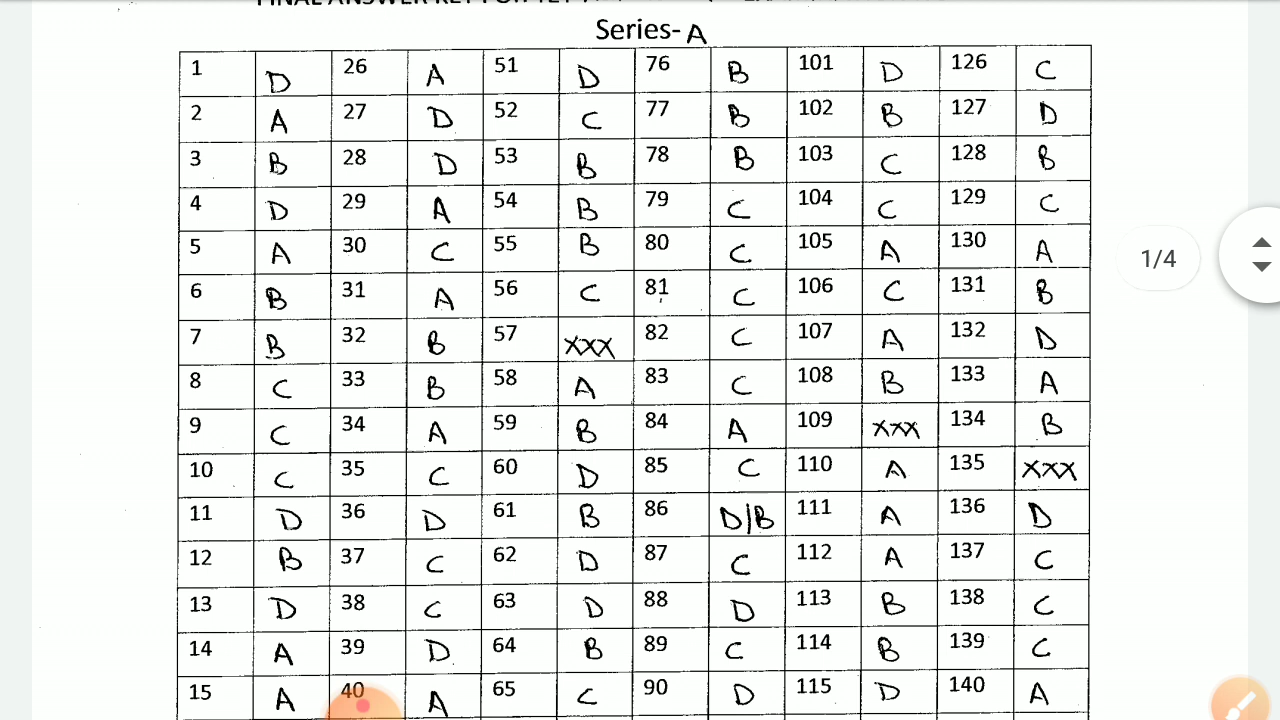 Series-A
1 D 26 A 51 D 76 B 101 D 126 C
2 A 27 D 52 C 77 B 102 B 127 D
3 B 28 D 53 B 78 B 103 C 128 B
4 D 29 A 54 B 79 C 104 C 129 C
5 A 30 C 55 B 80 C 105 A 130 A
6 B 31 A 56 C 81 C 106 C 131 B
7 B 32 B 57 XXX 82 C 107 A 132 D
8 C 33 B 58 A 83 C 108 B 133 A
9 C 34 A 59 B 84 A 109 XXX 134 B
10 C 35 C 60 D 85 C 110 A 135 XXX
11 D 36 D 61 B 86 D/B 111 A 136 D
12 B 37 C 62 D 87 C 112 A 137 C
13 D 38 C 63 D 88 D 113 B 138 C
14 A 39 D 64 B 89 C 114 B 139 C
15 A 40 A 65 C 90 D 115 D 140 A
1/4